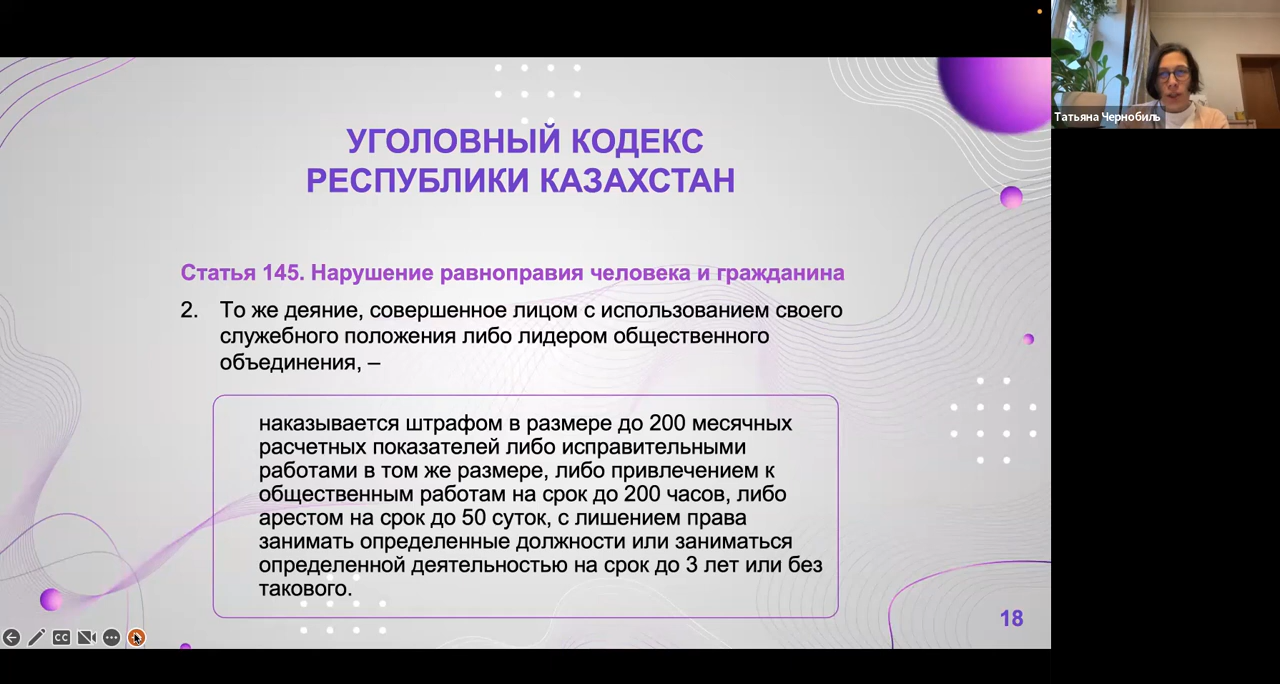 УГОЛОВНЫЙ КОДЕКС
РЕСПУБЛИКИ КАЗАХСТАН
Статья 145. Нарушение равноправия человека и гражданина
2. То же деяние, совершенное лицом с использованием своего
служебного положения либо лидером общественного
объединения, –
наказывается штрафом в размере до 200 месячных
расчетных показателей либо исправительными
работами в том же размере, либо привлечением к
общественным работам на срок до 200 часов, либо
арестом на срок до 50 суток, с лишением права
занимать определенные должности или заниматься
определенной деятельностью на срок до 3 лет или без
такового.
18
CC
Татьяна Чернобиль